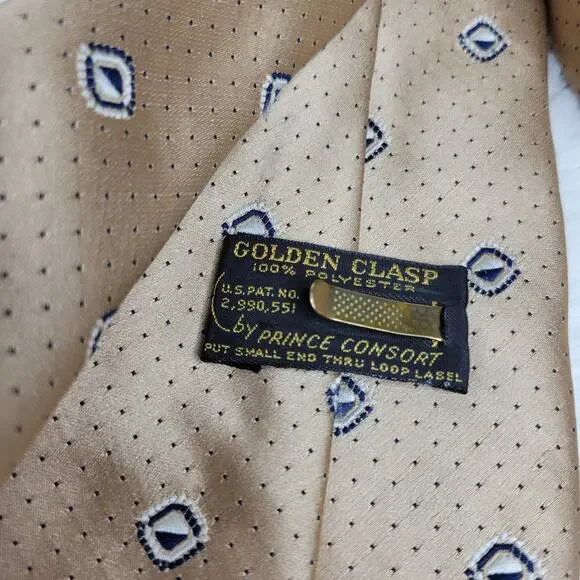 GOLDEN CLASP
100% POLYESTER
U.S. PAT. NO.
2,990,551
by PRINCE CONSORT
PUT SMALL END THRU LOOP LABEL